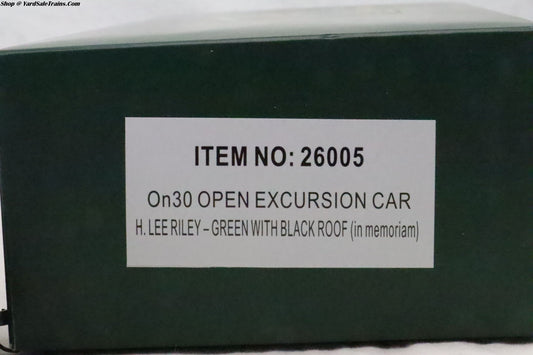 Shop @ YardSaleTrains.Com
ITEM NO: 26005
On30 OPEN EXCURSION CAR
H. LEE RILEY – GREEN WITH BLACK ROOF (in memoriam)